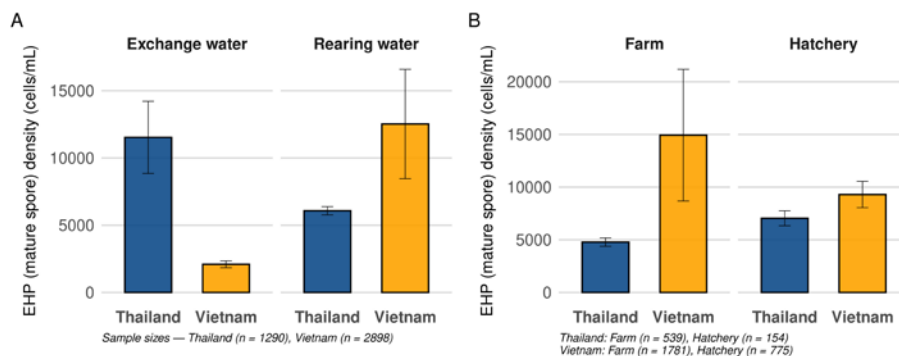 A
Exchange water
Rearing water
EHP (mature spore) density (cells/mL)
15000
10000
5000
0
Thailand
Vietnam
Thailand
Vietnam
Sample sizes — Thailand (n = 1290), Vietnam (n = 2898)
B
Farm
Hatchery
EHP (mature spore) density (cells/mL)
20000
15000
10000
5000
0
Thailand
Vietnam
Thailand
Vietnam
Thailand: Farm (n = 539), Hatchery (n = 154)
Vietnam: Farm (n = 1781), Hatchery (n = 775)